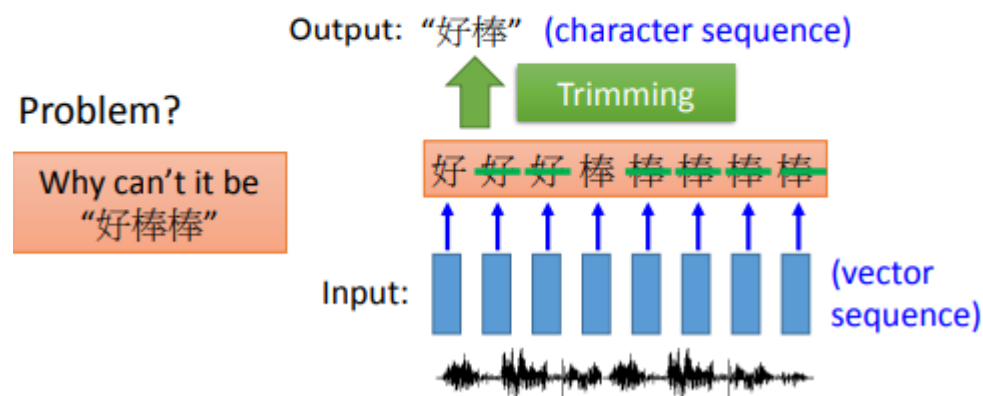 Output: “好棒” (character sequence)
Trimming
Problem?
Why can’t it be
“好棒棒”
好 好 好 棒 棒 棒 棒 棒
Input:
(vector
sequence)